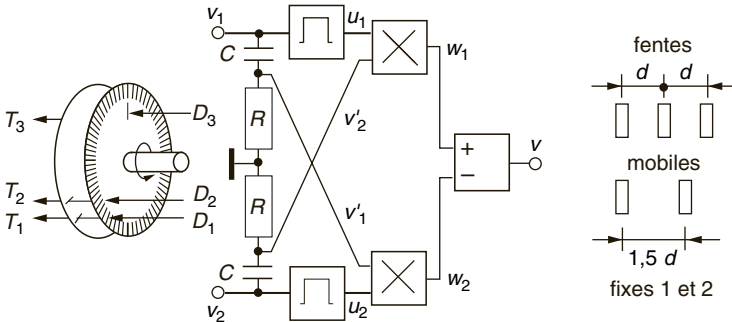 v1
u1
w1
C
R
v'2
R
v'1
C
v2
u2
w2
+
−
v
T3
D3
T2
D2
T1
D1
fentes
d d
mobiles
1,5 d
fixes 1 et 2